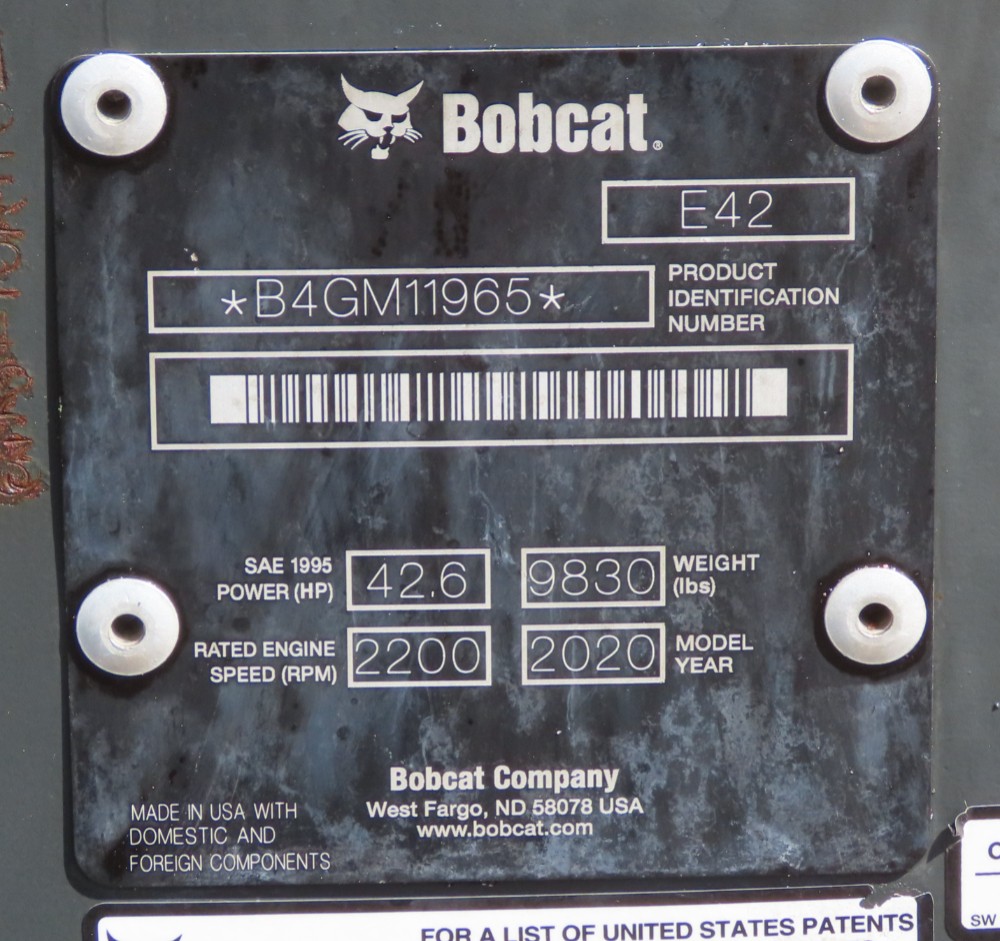 Bobcat®
E42
*B4GM11965*
PRODUCT
IDENTIFICATION
NUMBER
SAE 1995
POWER (HP)
42.6
9830
WEIGHT
(lbs)
RATED ENGINE
SPEED (RPM)
2200
2020
MODEL
YEAR
Bobcat Company
West Fargo, ND 58078 USA
www.bobcat.com
MADE IN USA WITH
DOMESTIC AND
FOREIGN COMPONENTS
FOR A LIST OF UNITED STATES PATENTS
SW